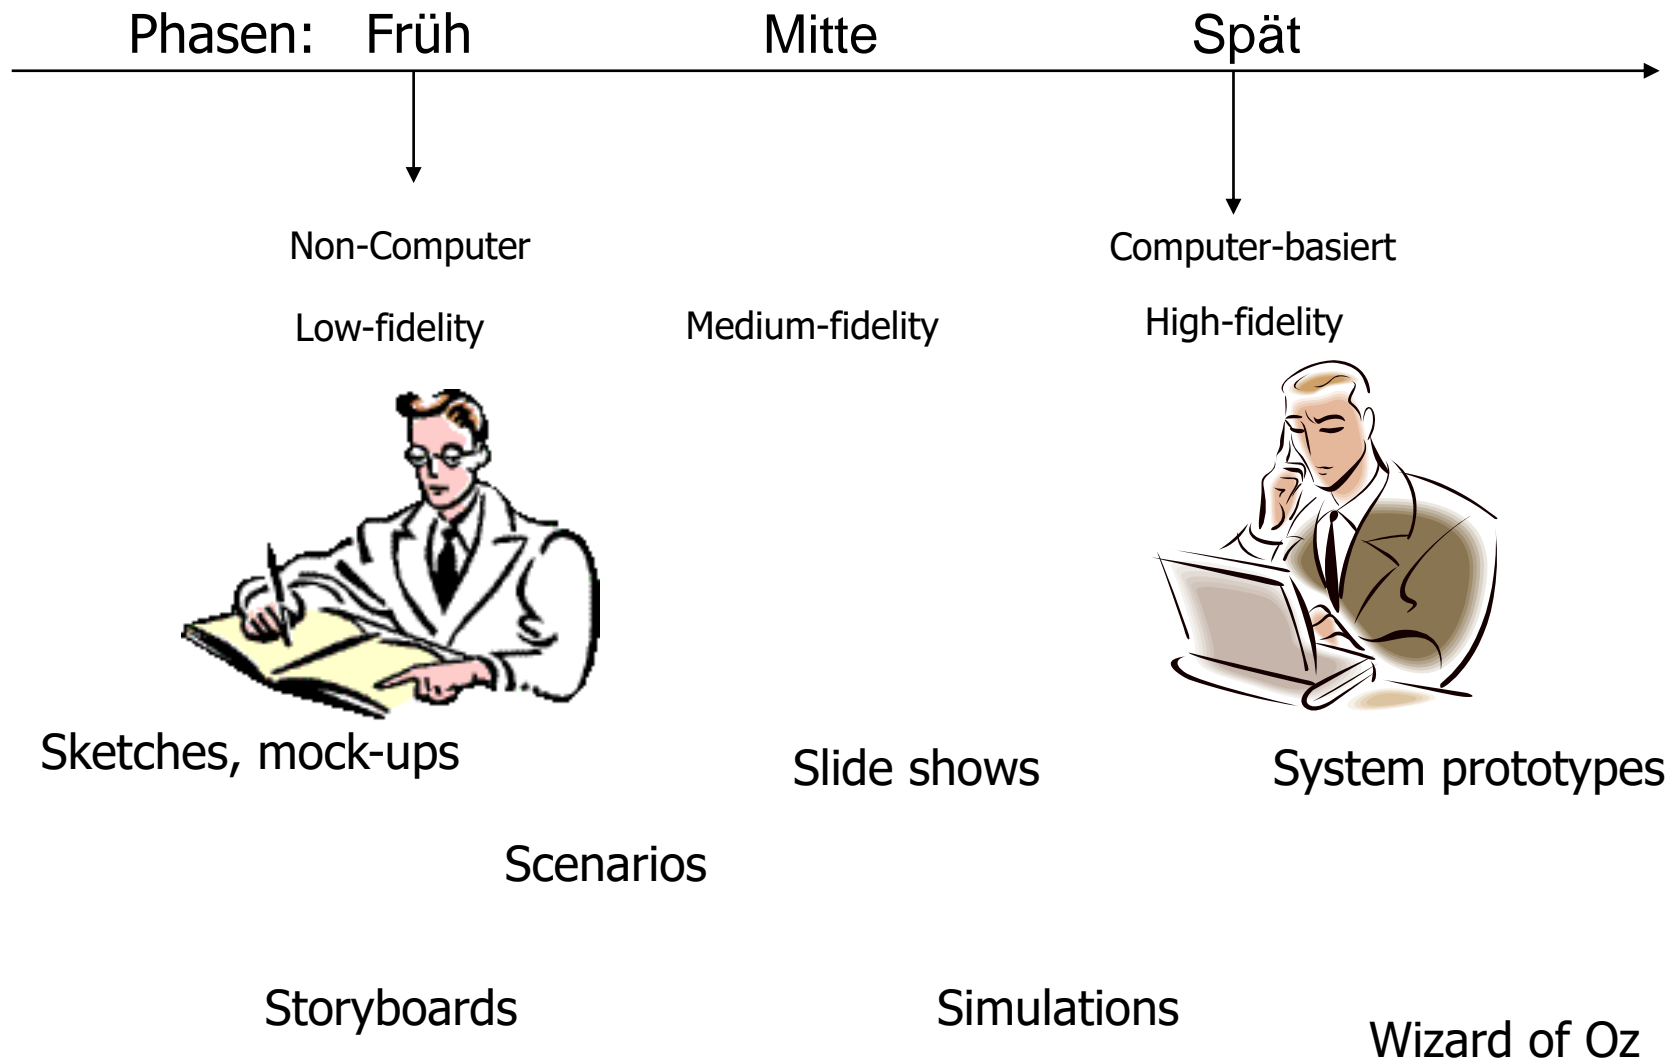 Phasen: Früh Mitte Spät
Non-Computer Computer-basiert
Low-fidelity Medium-fidelity High-fidelity
Sketches, mock-ups Slide shows System prototypes
Scenarios
Storyboards Simulations Wizard of Oz